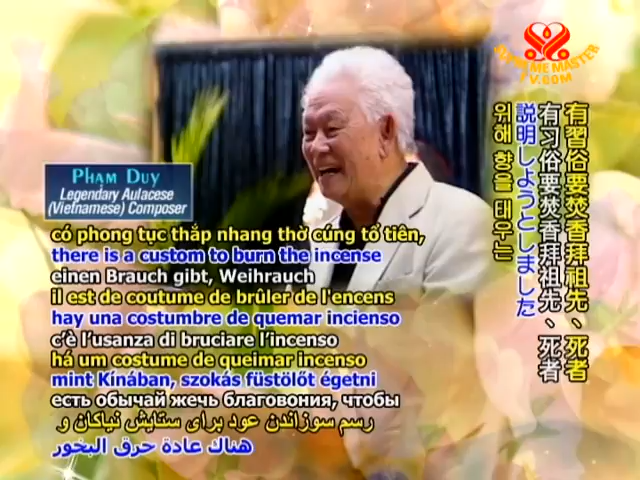 SUPREME MASTER
TV.COM
PHẠM DUY
Legendary Aulacese
(Vietnamese) Composer
có phong tục thắp nhang thờ cúng tổ tiên,
there is a custom to burn the incense
einen Brauch gibt, Weihrauch
il est de coutume de brûler de l'encens
hay una costumbre de quemar incienso
c'è l'usanza di bruciare l'incenso
há um costume de queimar incenso
mint Kínában, szokás füstölőt égetni
есть обычай жечь благовония, чтобы
رسم سوزاندن عود برای ستایش نیاکان و
هناك عادة حرق البخور
有習俗要焚香拜祖先、死者
有习俗要焚香拜祖先、死者
説明しようとしました
위해 향을 태우는